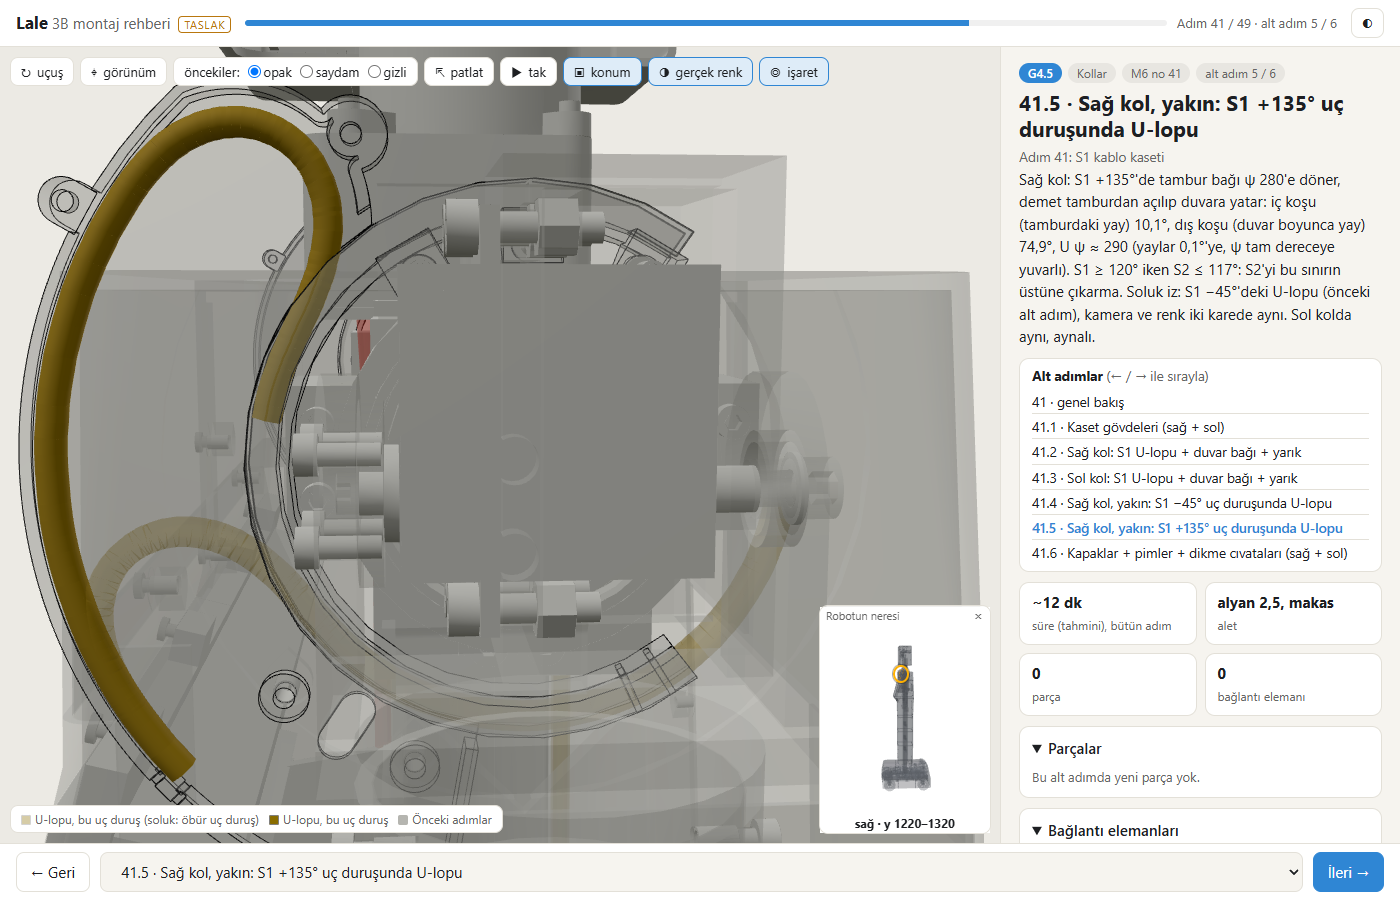 Lale 3B montaj rehberi TASLAK
Adım 41 / 49 · alt adım 5 / 6
↻ uçuş
⌖ görünüm
öncekiler: opak saydam gizli
⇱ patlat
▶ tak
▣ konum
◑ gerçek renk
◎ işaret
G4.5 Kollar M6 no 41 alt adım 5 / 6
41.5 · Sağ kol, yakın: S1 +135° uç
duruşunda U-lopu
Adım 41: S1 kablo kaseti
Sağ kol: S1 +135°'de tambur bağı ψ 280'e döner,
demet tamburdan açılıp duvara yatar: iç koşu
(tamburdaki yay) 10,1°, dış koşu (duvar boyunca yay)
74,9°, U ψ ≈ 290 (yaylar 0,1°'ye, ψ tam dereceye
yuvarlı). S1 ≥ 120° iken S2 ≤ 117°: S2'yi bu sınırın
üstüne çıkarma. Soluk iz: S1 −45°'deki U-lopu (önceki
alt adım), kamera ve renk iki karede aynı. Sol kolda
aynı, aynalı.
Alt adımlar (← / → ile sırayla)
41 · genel bakış
41.1 · Kaset gövdeleri (sağ + sol)
41.2 · Sağ kol: S1 U-lopu + duvar bağı + yarık
41.3 · Sol kol: S1 U-lopu + duvar bağı + yarık
41.4 · Sağ kol, yakın: S1 −45° uç duruşunda U-lopu
41.5 · Sağ kol, yakın: S1 +135° uç duruşunda U-lopu
41.6 · Kapaklar + pimler + dikme cıvataları (sağ + sol)
~12 dk
süre (tahmini), bütün adım
alyan 2,5, makas
alet
0
parça
0
bağlantı elemanı
▼ Parçalar
Bu alt adımda yeni parça yok.
▼ Bağlantı elemanları
Robotun neresi ×
sağ · y 1220–1320
U-lopu, bu uç duruş (soluk: öbür uç duruş) U-lopu, bu uç duruş Önceki adımlar
← Geri
41.5 · Sağ kol, yakın: S1 +135° uç duruşunda U-lopu
İleri →